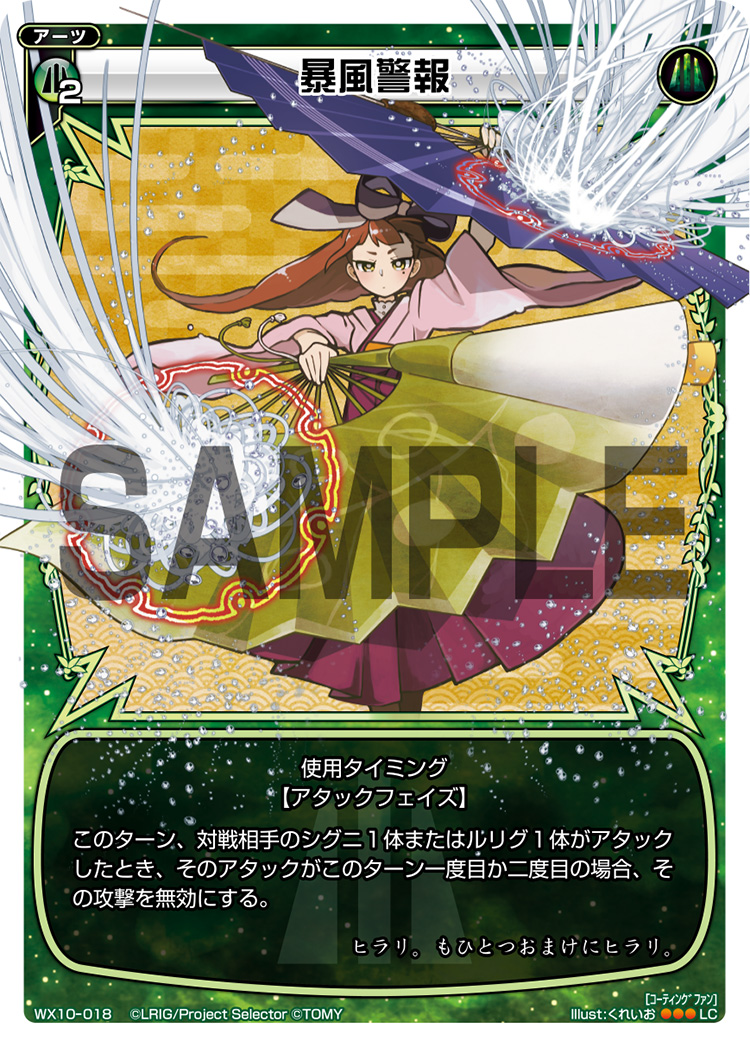 アーツ
2
暴風警報
SAMPLE
使用タイミング
【アタックフェイズ】
このターン、対戦相手のシグニ１体またはルリグ１体がアタック
したとき、そのアタックがこのターン一度目か二度目の場合、そ
の攻撃を無効にする。
ヒラリ。もひとつおまけにヒラリ。
[コーティングファン]
WX10-018 ©LRIG/Project Selector ©TOMY Illust:くれいお LC